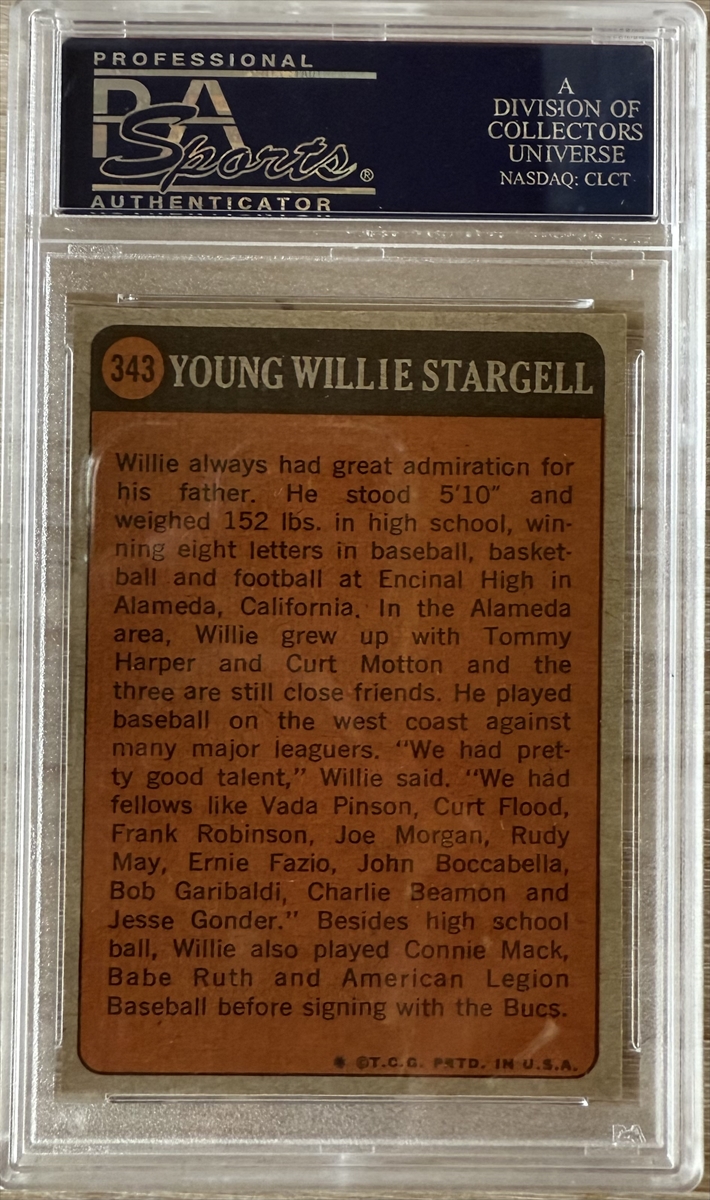 PROFESSIONAL
PSA
Sports®
AUTHENTICATOR
A
DIVISION OF
COLLECTORS
UNIVERSE
NASDAQ: CLCT
343 YOUNG WILLIE STARGELL
Willie always had great admiration for
his father. He stood 5'10" and
weighed 152 lbs. in high school, win-
ning eight letters in baseball, basket-
ball and football at Encinal High in
Alameda, California. In the Alameda
area, Willie grew up with Tommy
Harper and Curt Motton and the
three are still close friends. He played
baseball on the west coast against
many major leaguers. "We had pret-
ty good talent," Willie said. "We had
fellows like Vada Pinson, Curt Flood,
Frank Robinson, Joe Morgan, Rudy
May, Ernie Fazio, John Boccabella,
Bob Garibaldi, Charlie Beamon and
Jesse Gonder." Besides high school
ball, Willie also played Connie Mack,
Babe Ruth and American Legion
Baseball before signing with the Bucs.
* ©T.C.G. PRTD. IN U.S.A.